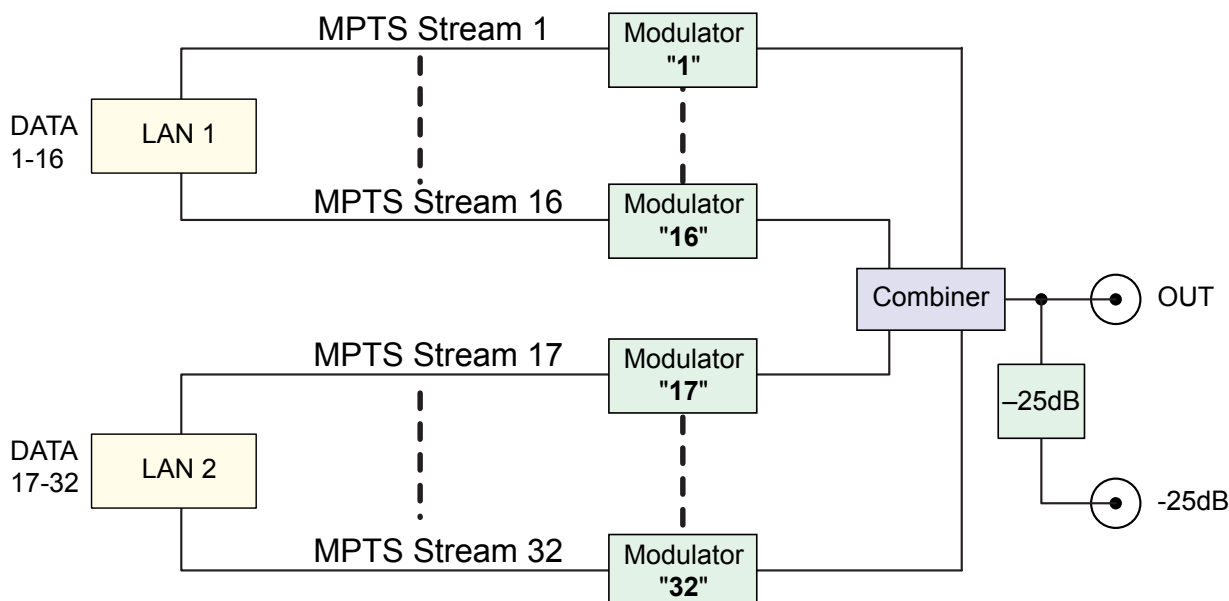 MPTS Stream 1
Modulator
"1"
DATA
1-16
LAN 1
MPTS Stream 16
Modulator
"16"
Combiner
OUT
MPTS Stream 17
Modulator
"17"
–25dB
DATA
17-32
LAN 2
-25dB
MPTS Stream 32
Modulator
"32"